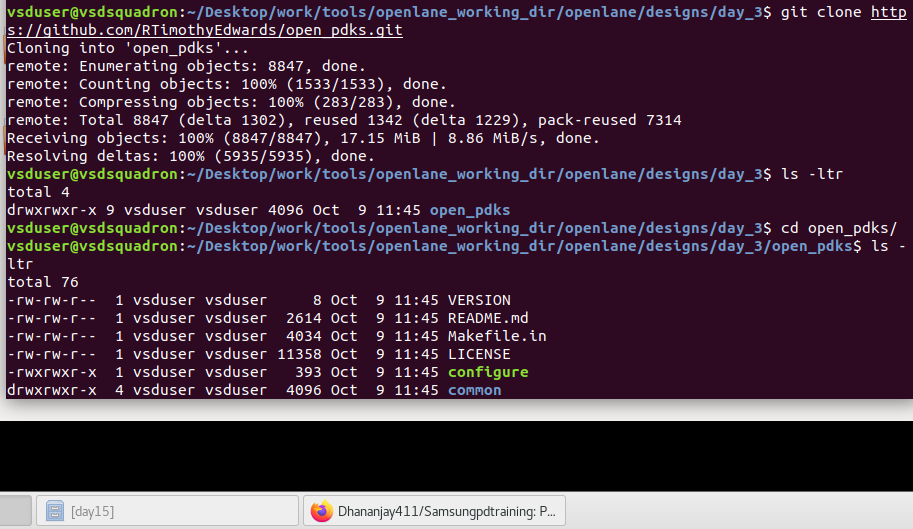 vsduser@vsdsquadron:~/Desktop/work/tools/openlane_working_dir/openlane/designs/day_3$ git clone http
s://github.com/RTimothyEdwards/open_pdks.git
Cloning into 'open_pdks'...
remote: Enumerating objects: 8847, done.
remote: Counting objects: 100% (1533/1533), done.
remote: Compressing objects: 100% (283/283), done.
remote: Total 8847 (delta 1302), reused 1342 (delta 1229), pack-reused 7314
Receiving objects: 100% (8847/8847), 17.15 MiB | 8.86 MiB/s, done.
Resolving deltas: 100% (5935/5935), done.
vsduser@vsdsquadron:~/Desktop/work/tools/openlane_working_dir/openlane/designs/day_3$ ls -ltr
total 4
drwxrwxr-x 9 vsduser vsduser 4096 Oct  9 11:45 open_pdks
vsduser@vsdsquadron:~/Desktop/work/tools/openlane_working_dir/openlane/designs/day_3$ cd open_pdks/
vsduser@vsdsquadron:~/Desktop/work/tools/openlane_working_dir/openlane/designs/day_3/open_pdks$ ls -
ltr
total 76
-rw-rw-r--  1 vsduser vsduser     8 Oct  9 11:45 VERSION
-rw-rw-r--  1 vsduser vsduser  2614 Oct  9 11:45 README.md
-rw-rw-r--  1 vsduser vsduser  4034 Oct  9 11:45 Makefile.in
-rw-rw-r--  1 vsduser vsduser 11358 Oct  9 11:45 LICENSE
-rwxrwxr-x  1 vsduser vsduser   393 Oct  9 11:45 configure
drwxrwxr-x  4 vsduser vsduser  4096 Oct  9 11:45 common
[day15]
Dhananjay411/Samsungpdtraining: P...